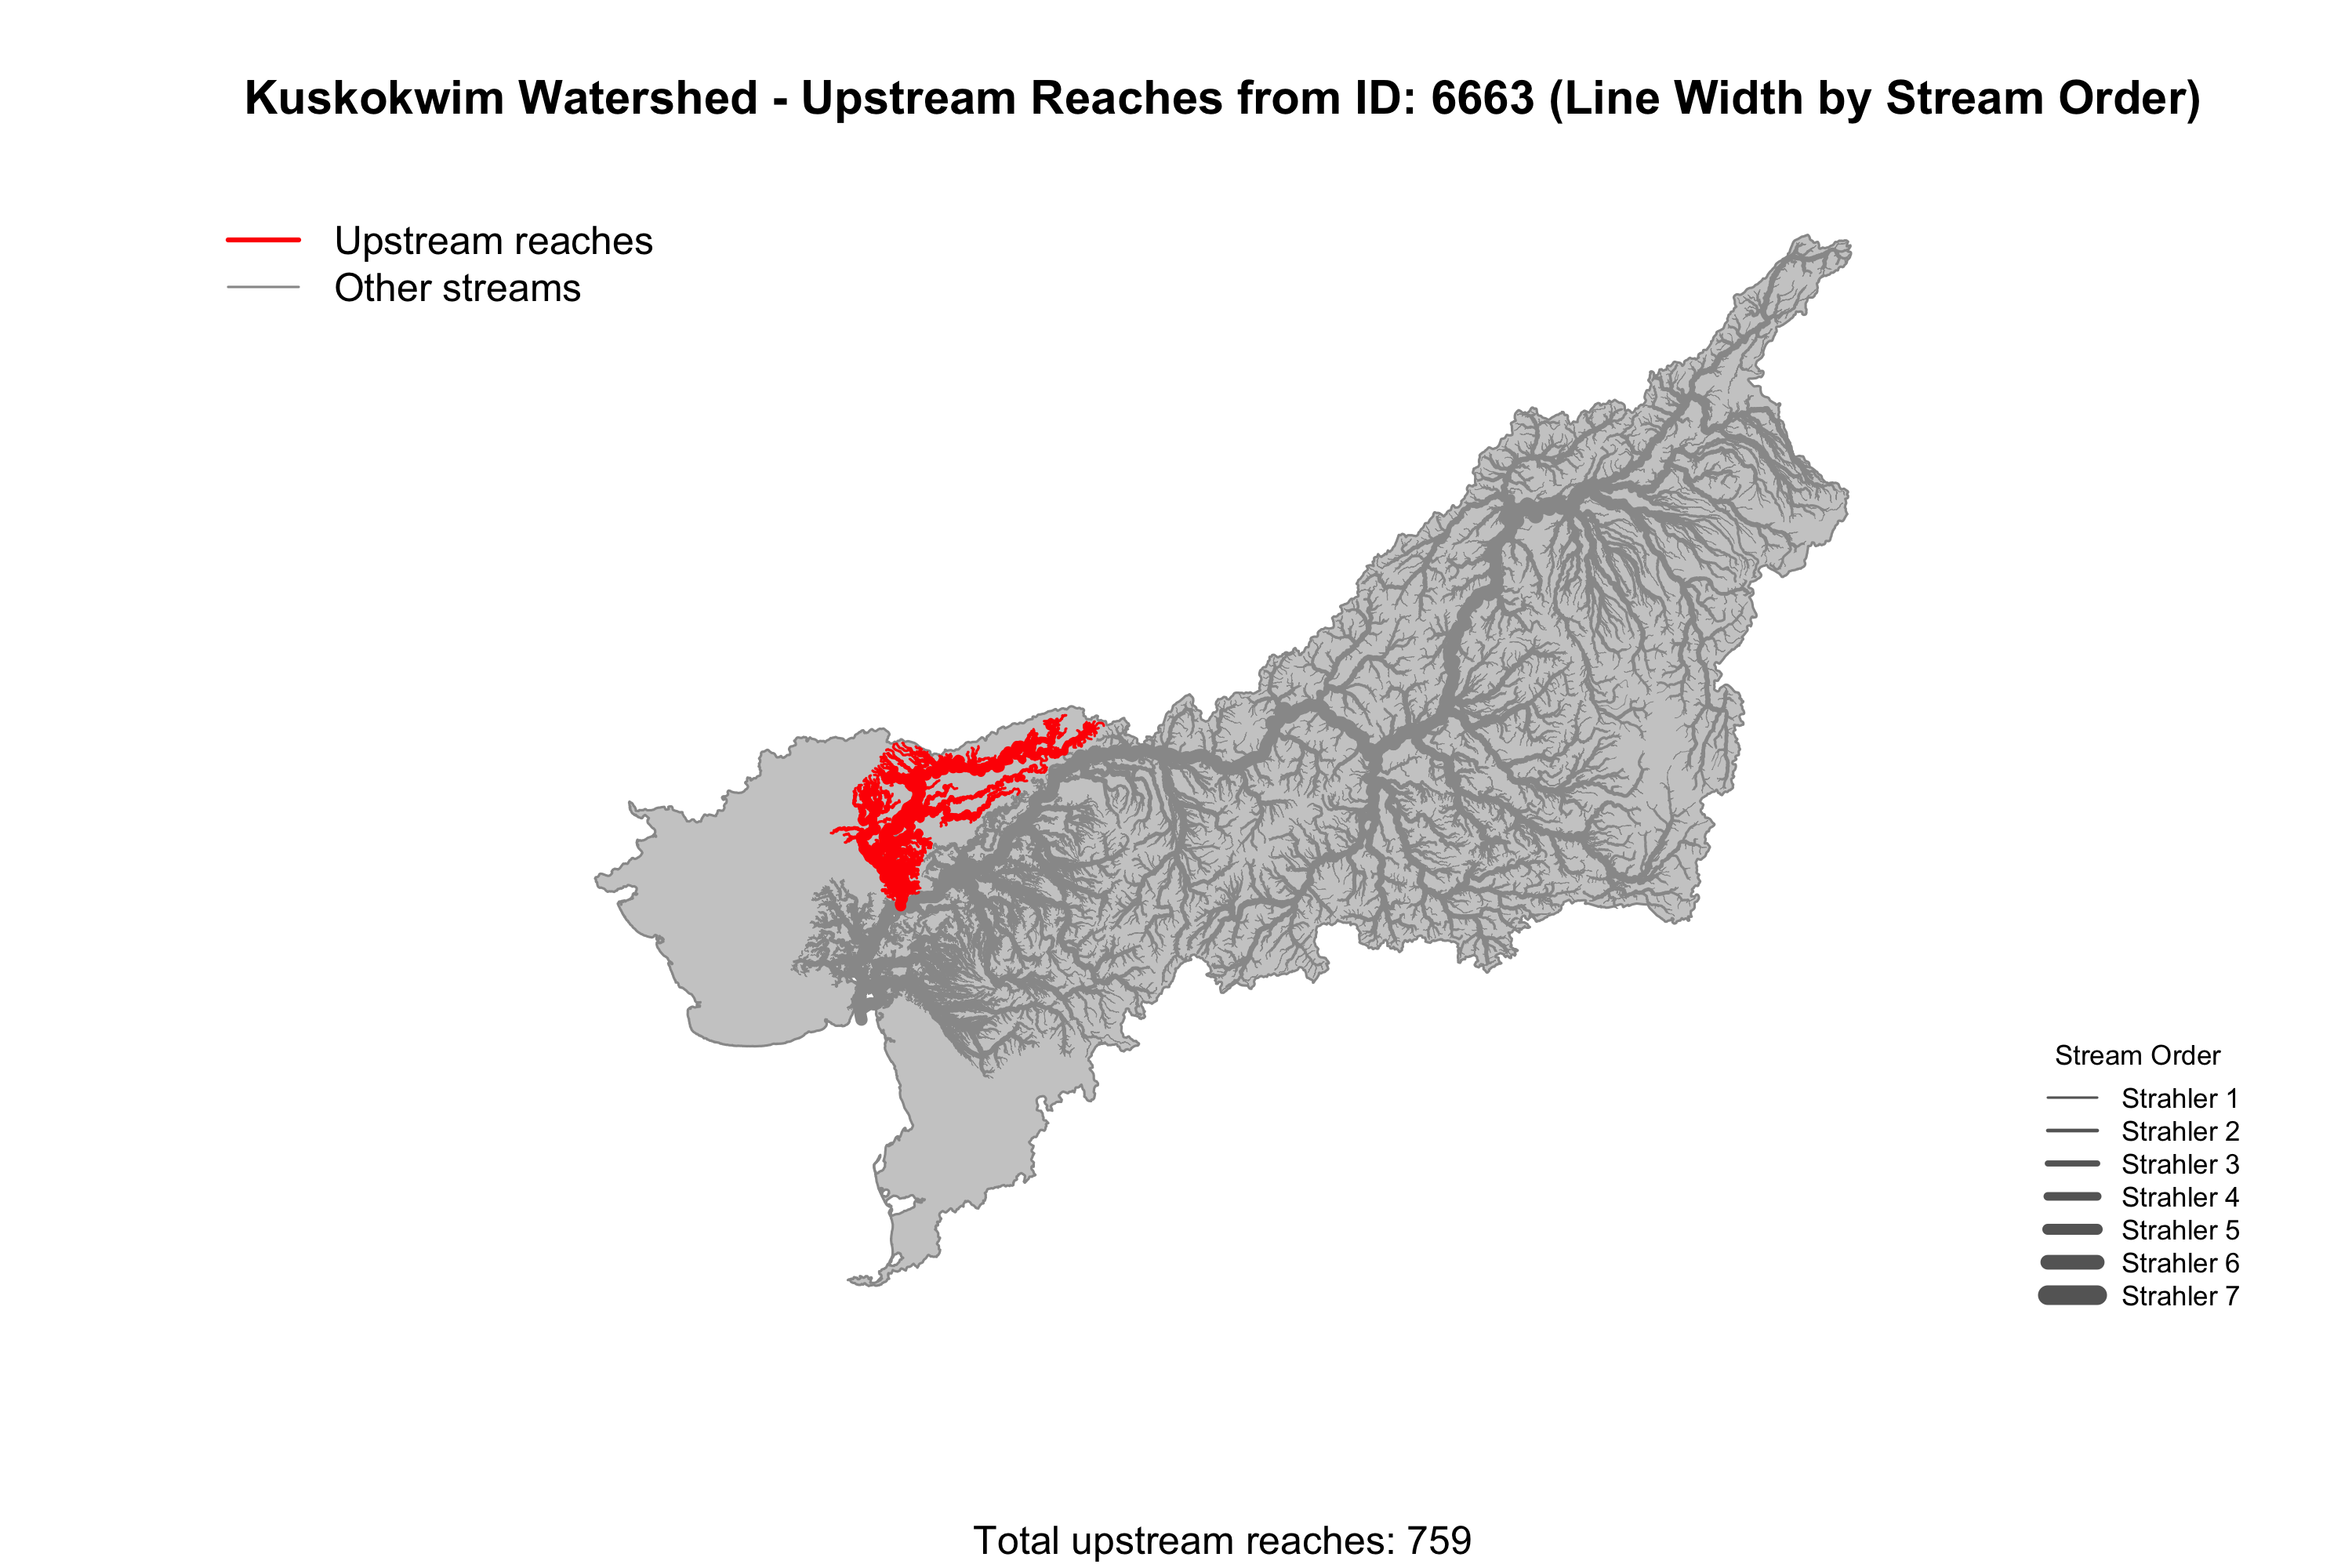 Kuskokwim Watershed - Upstream Reaches from ID: 6663 (Line Width by Stream Order)
Upstream reaches
Other streams
Stream Order
Strahler 1
Strahler 2
Strahler 3
Strahler 4
Strahler 5
Strahler 6
Strahler 7
Total upstream reaches: 759